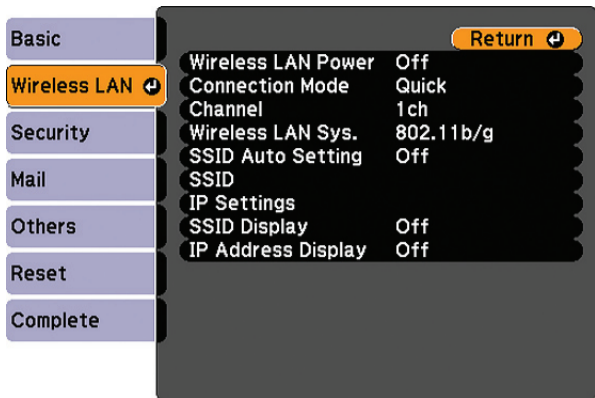 Basic
Wireless LAN
Security
Mail
Others
Reset
Complete
Return
Wireless LAN Power Off
Connection Mode Quick
Channel 1ch
Wireless LAN Sys. 802.11b/g
SSID Auto Setting Off
SSID
IP Settings
SSID Display Off
IP Address Display Off